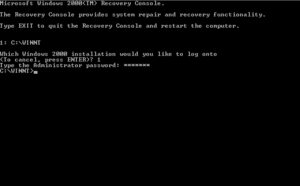 Microsoft Windows 2000(TM) Recovery Console.
The Recovery Console provides system repair and recovery functionality.
Type EXIT to quit the Recovery Console and restart the computer.
1: C:\WINNT
Which Windows 2000 installation would you like to log onto
(To cancel, press ENTER)? 1
Type the Administrator password: *******
C:\WINNT>_